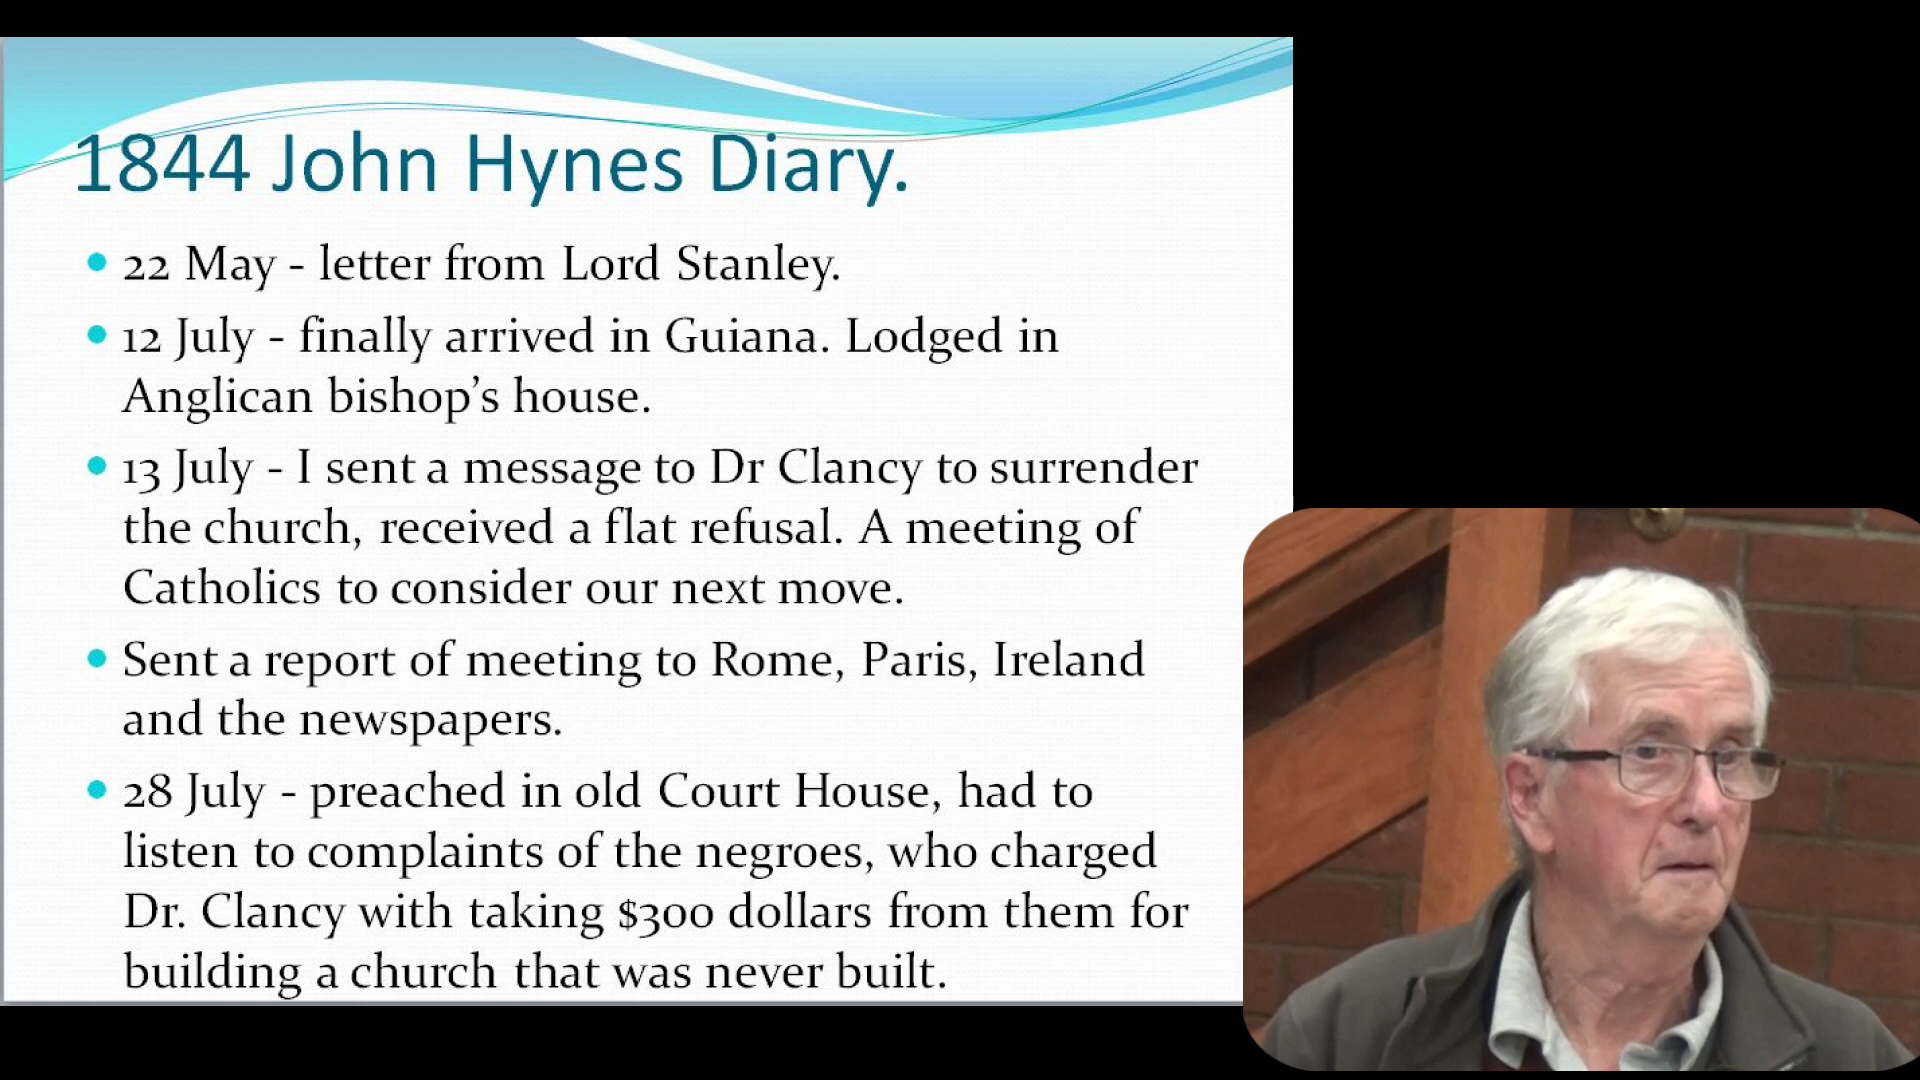 1844 John Hynes Diary.
22 May - letter from Lord Stanley.
12 July - finally arrived in Guiana. Lodged in
Anglican bishop's house.
13 July - I sent a message to Dr Clancy to surrender
the church, received a flat refusal. A meeting of
Catholics to consider our next move.
Sent a report of meeting to Rome, Paris, Ireland
and the newspapers.
28 July - preached in old Court House, had to
listen to complaints of the negroes, who charged
Dr. Clancy with taking $300 dollars from them for
building a church that was never built.